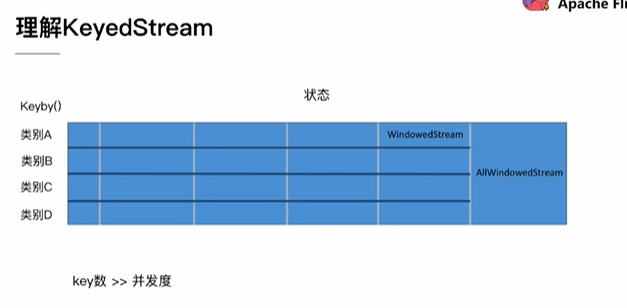 Apache Fli
理解KeyedStream
状态
Keyby()
类别A
WindowedStream
类别B
AllWindowedStream
类别C
类别D
key数 >> 并发度